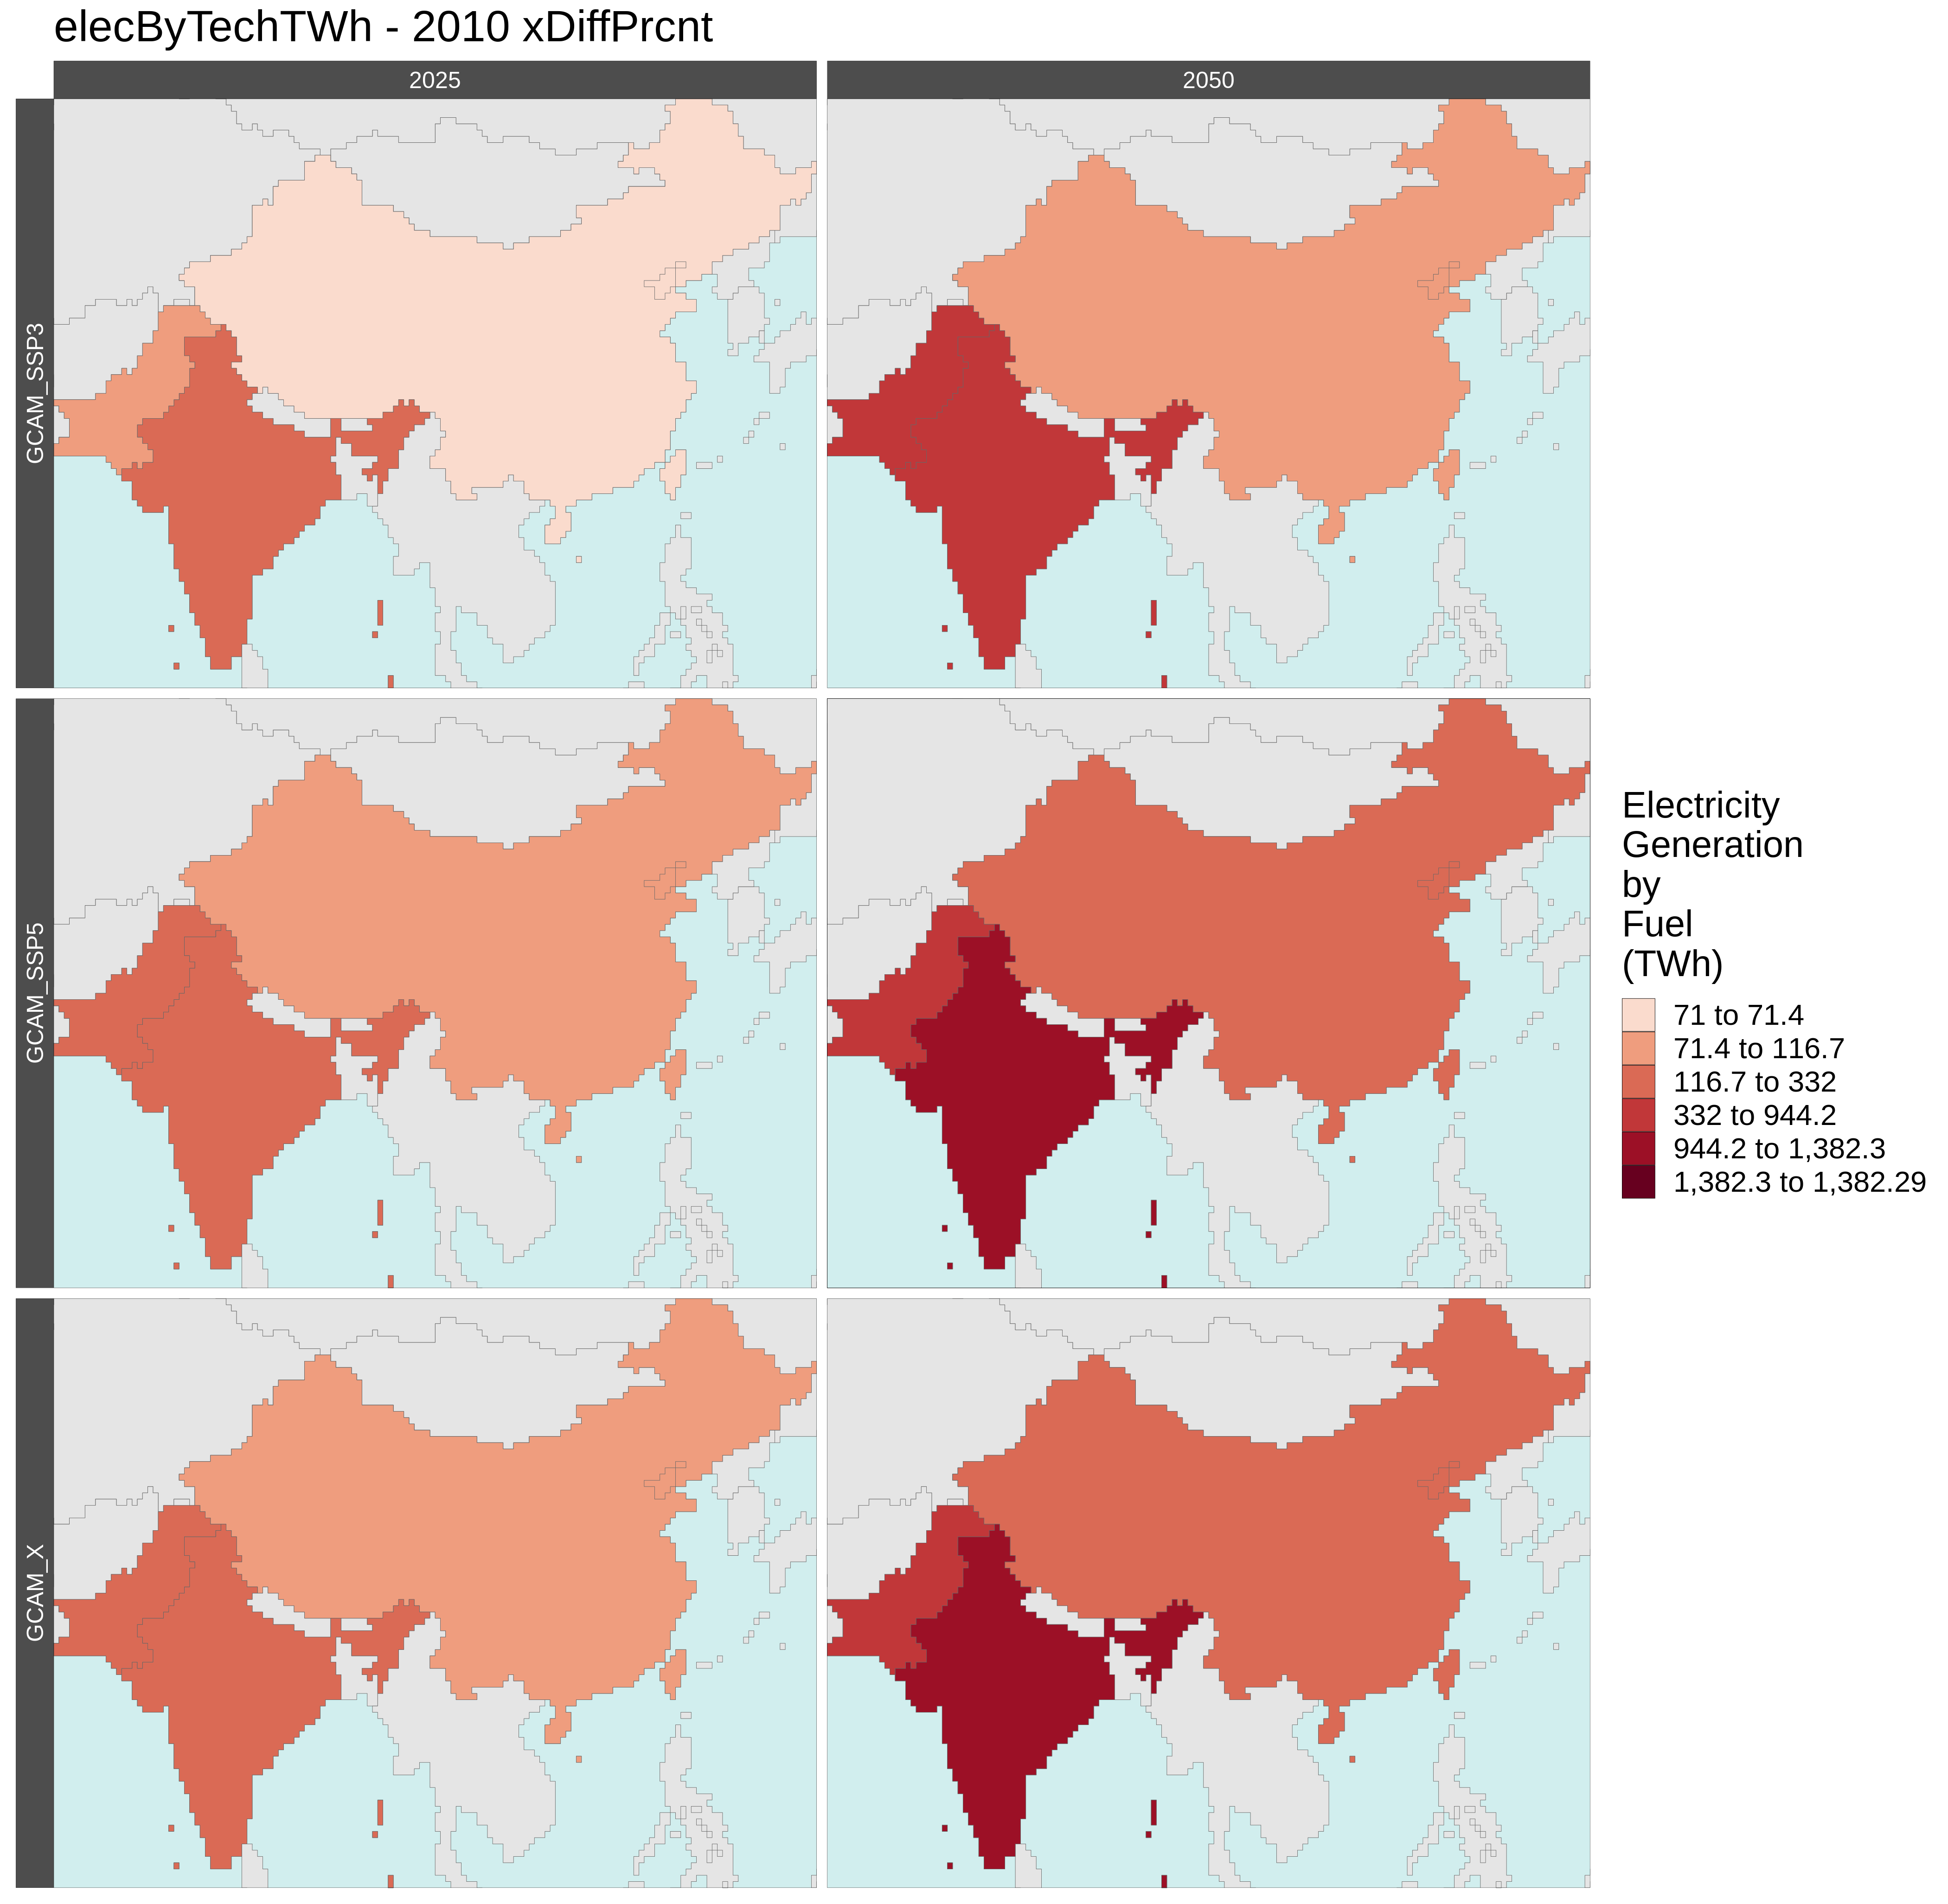 elecByTechTWh - 2010 xDiffPrcnt
2025
2050
GCAM_SSP3
GCAM_SSP5
GCAM_X
Electricity
Generation
by
Fuel
(TWh)
71 to 71.4
71.4 to 116.7
116.7 to 332
332 to 944.2
944.2 to 1,382.3
1,382.3 to 1,382.29